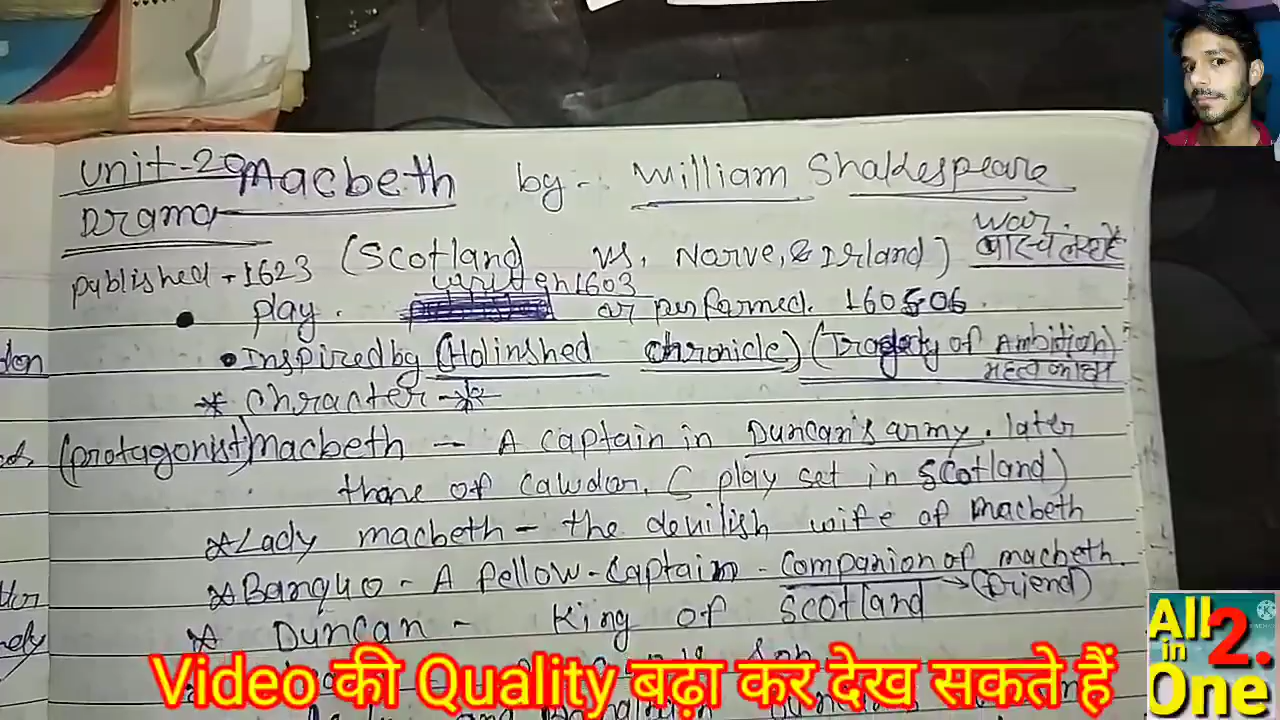 Unit-2 Macbeth by - William Shakespeare
Drama
war.
(Scotland vs, Narve, & Irland)
Published - 1623
written 1603
play. or performed. 160506.
Inspired by (Holinshed chronicle) (Tragedy of Ambition)
* Chracter - *
(protagonist) Macbeth - A captain in Duncan's army. later
thane of Cawdor. ( play set in Scotland)
* Lady macbeth - the devilish wife of Macbeth
* Banquo - A fellow-captain - Companion of macbeth.
→ (friend)
* Duncan - King of Scotland
Video की Quality बढ़ा कर देख सकते हैं
All 2.
in
One